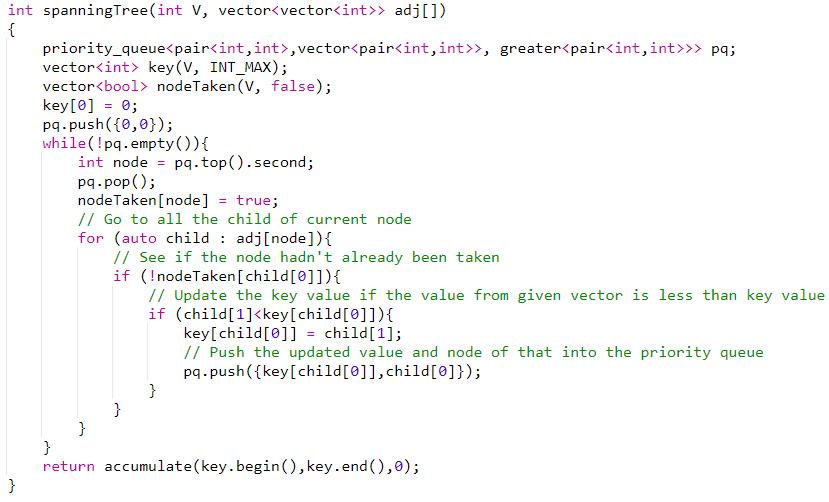 int spanningTree(int V, vector<vector<int>> adj[])
{
    priority_queue<pair<int,int>,vector<pair<int,int>>, greater<pair<int,int>>> pq;
    vector<int> key(V, INT_MAX);
    vector<bool> nodeTaken(V, false);
    key[0] = 0;
    pq.push({0,0});
    while(!pq.empty()){
        int node = pq.top().second;
        pq.pop();
        nodeTaken[node] = true;
        // Go to all the child of current node
        for (auto child : adj[node]){
            // See if the node hadn't already been taken
            if (!nodeTaken[child[0]]){
                // Update the key value if the value from given vector is less than key value
                if (child[1]<key[child[0]]){
                    key[child[0]] = child[1];
                    // Push the updated value and node of that into the priority queue
                    pq.push({key[child[0]],child[0]});
                }
            }
        }
    }
    return accumulate(key.begin(),key.end(),0);
}